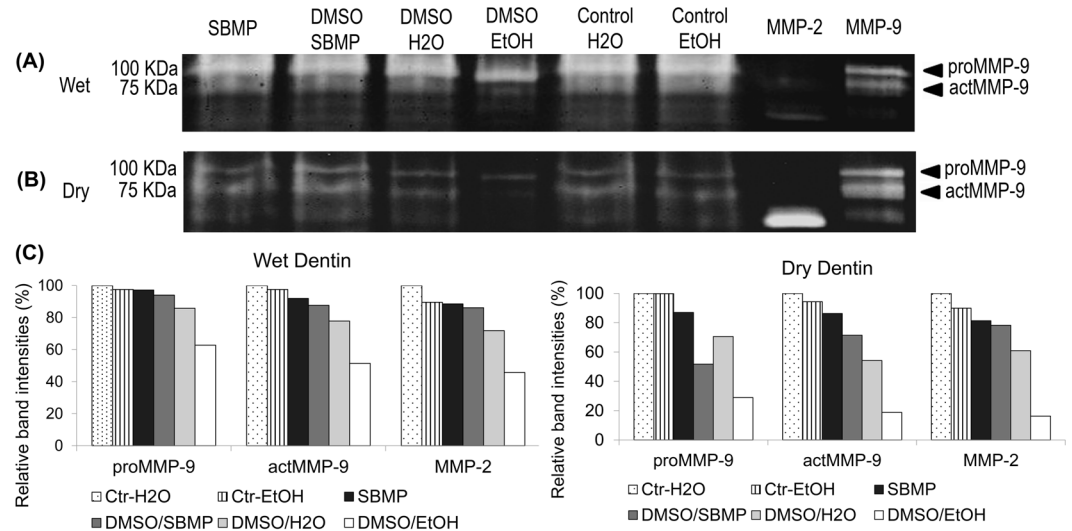 SBMP
DMSO
SBMP
DMSO
H2O
DMSO
EtOH
Control
H2O
Control
EtOH
MMP-2
MMP-9
(A)
Wet
100 KDa
75 KDa
proMMP-9
actMMP-9
(B)
Dry
100 KDa
75 KDa
proMMP-9
actMMP-9
(C)
Wet Dentin
Relative band intensities (%)
100
80
60
40
20
0
proMMP-9
actMMP-9
MMP-2
Ctr-H2O
Ctr-EtOH
SBMP
DMSO/SBMP
DMSO/H2O
DMSO/EtOH
Dry Dentin
Relative band intensities (%)
100
80
60
40
20
0
proMMP-9
actMMP-9
MMP-2
Ctr-H2O
Ctr-EtOH
SBMP
DMSO/SBMP
DMSO/H2O
DMSO/EtOH